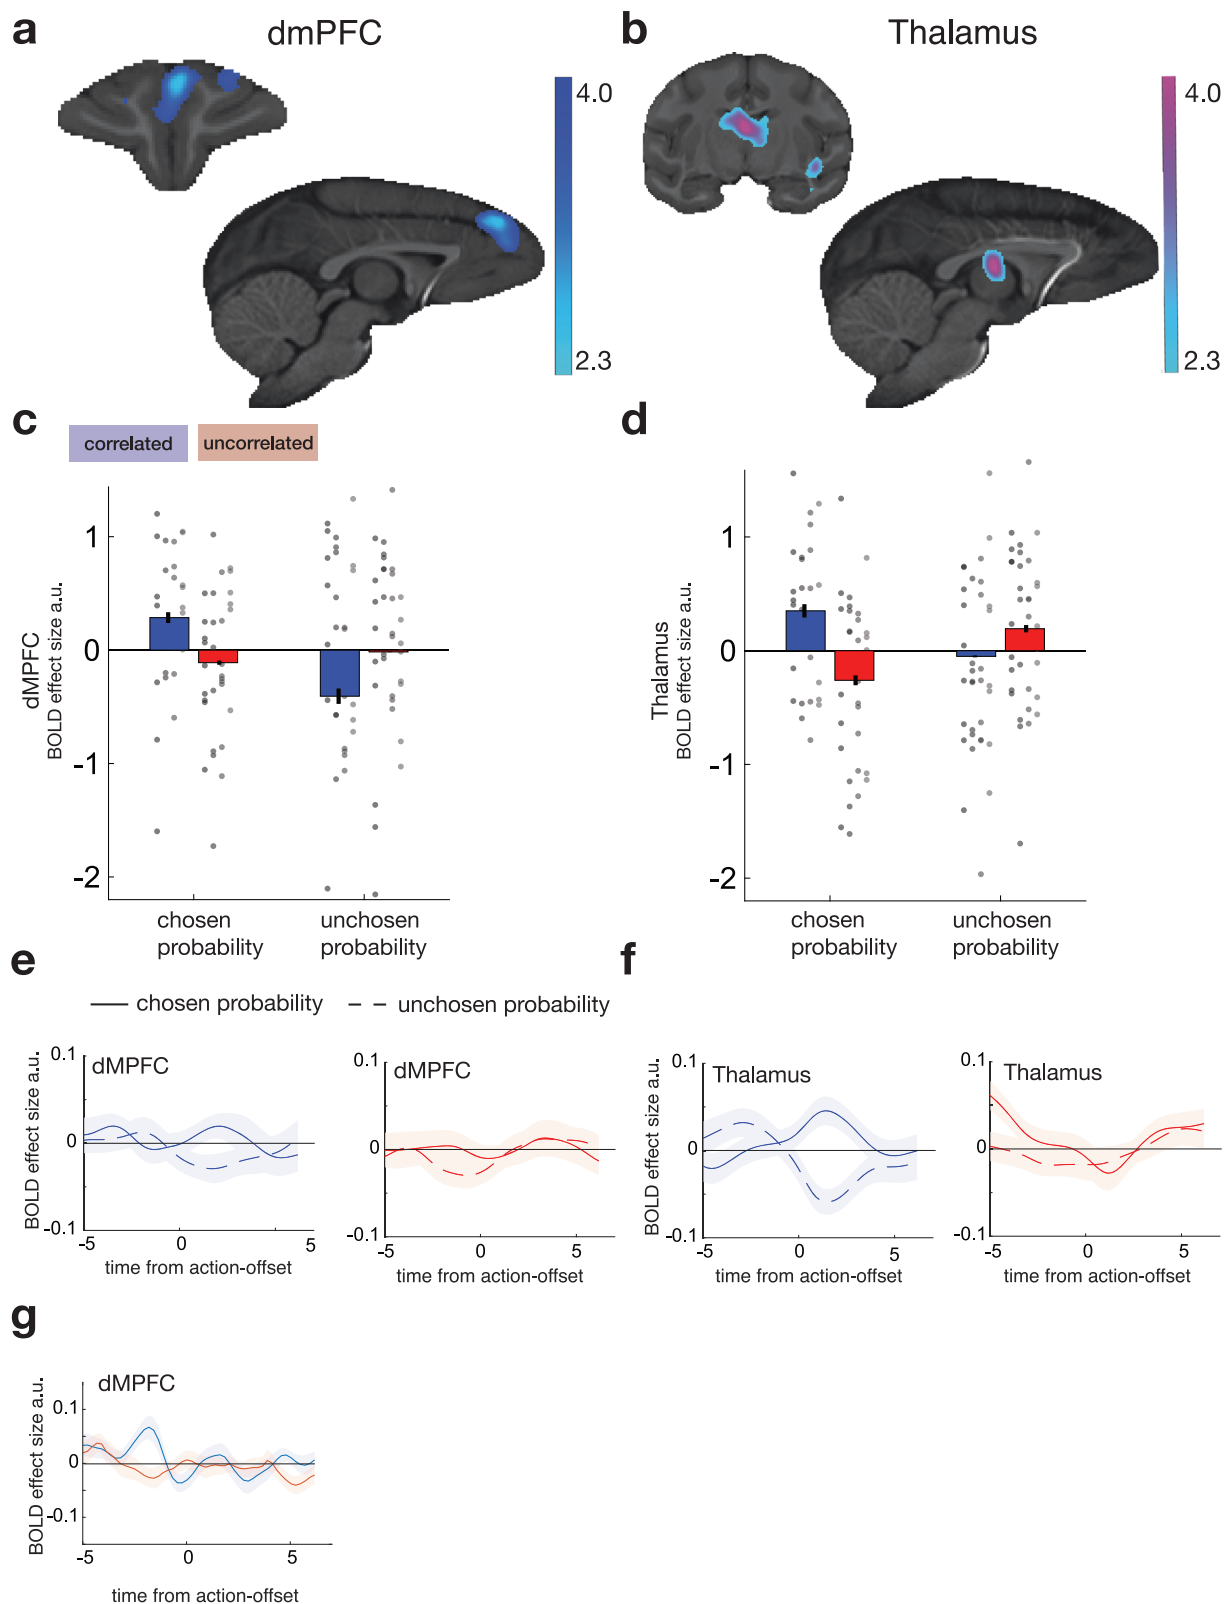 a
dmPFC
4.0
2.3
b
Thalamus
4.0
2.3
c
correlated
uncorrelated
dMPFC
BOLD effect size a.u.
1
0
-1
-2
chosen
probability
unchosen
probability
d
Thalamus
BOLD effect size a.u.
1
0
-1
-2
chosen
probability
unchosen
probability
e
chosen probability
unchosen probability
dMPFC
BOLD effect size a.u.
0.1
0
-0.1
-5
0
5
time from action-offset
dMPFC
0.1
0
-0.1
-5
0
5
time from action-offset
f
Thalamus
BOLD effect size a.u.
0.1
0
-0.1
-5
0
5
time from action-offset
Thalamus
0.1
0
-0.1
-5
0
5
time from action-offset
g
dMPFC
BOLD effect size a.u.
0.1
0
-0.1
-5
0
5
time from action-offset